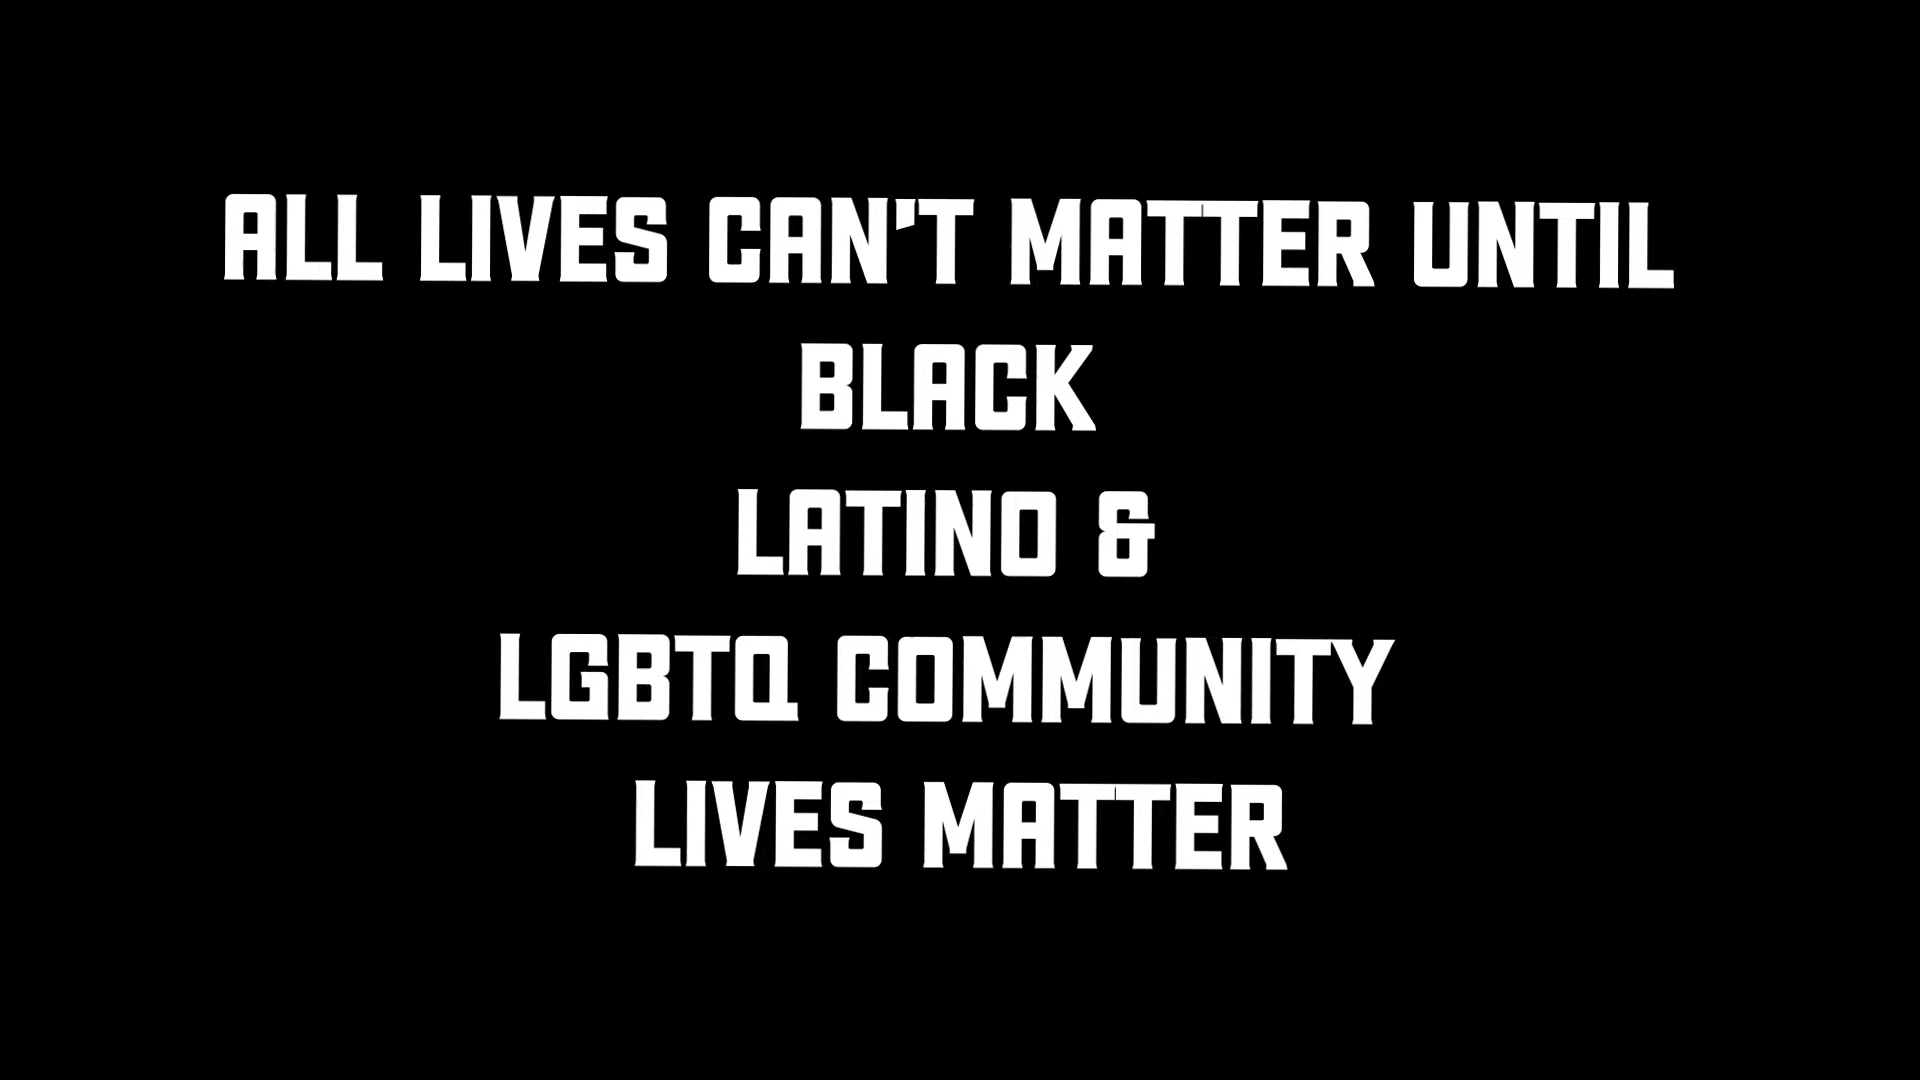 ALL LIVES CAN'T MATTER UNTIL
BLACK
LATINO &
LGBTQ COMMUNITY
LIVES MATTER